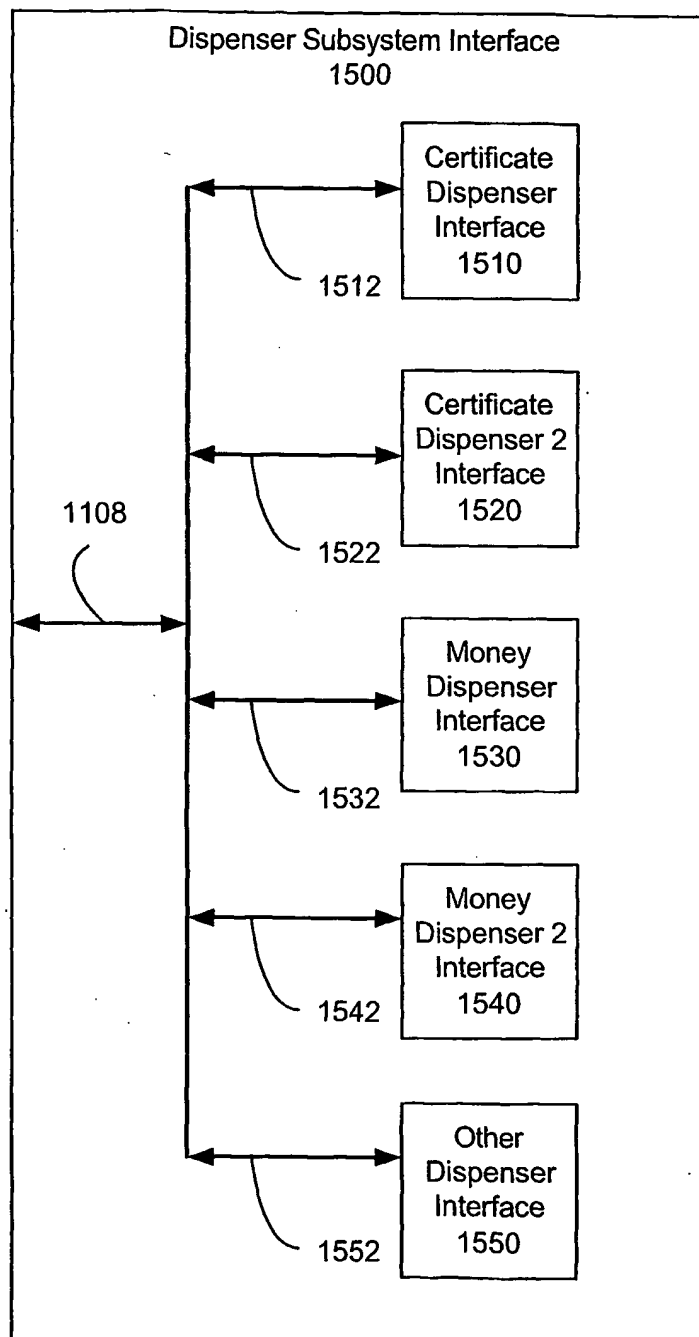 Dispenser Subsystem Interface
1500
Certificate
Dispenser
Interface
1510
1512
Certificate
Dispenser 2
Interface
1520
1522
1108
Money
Dispenser
Interface
1530
1532
Money
Dispenser 2
Interface
1540
1542
Other
Dispenser
Interface
1550
1552